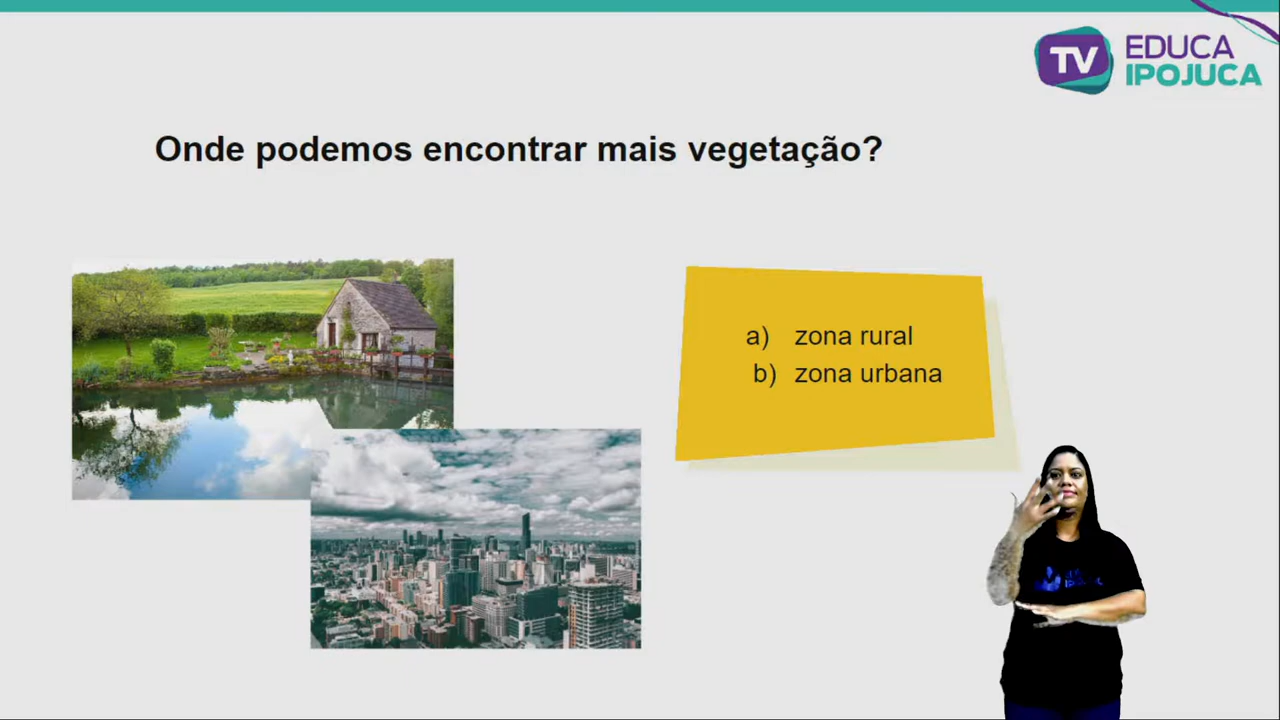 TV EDUCA
IPOJUCA
Onde podemos encontrar mais vegetação?
a) zona rural
b) zona urbana